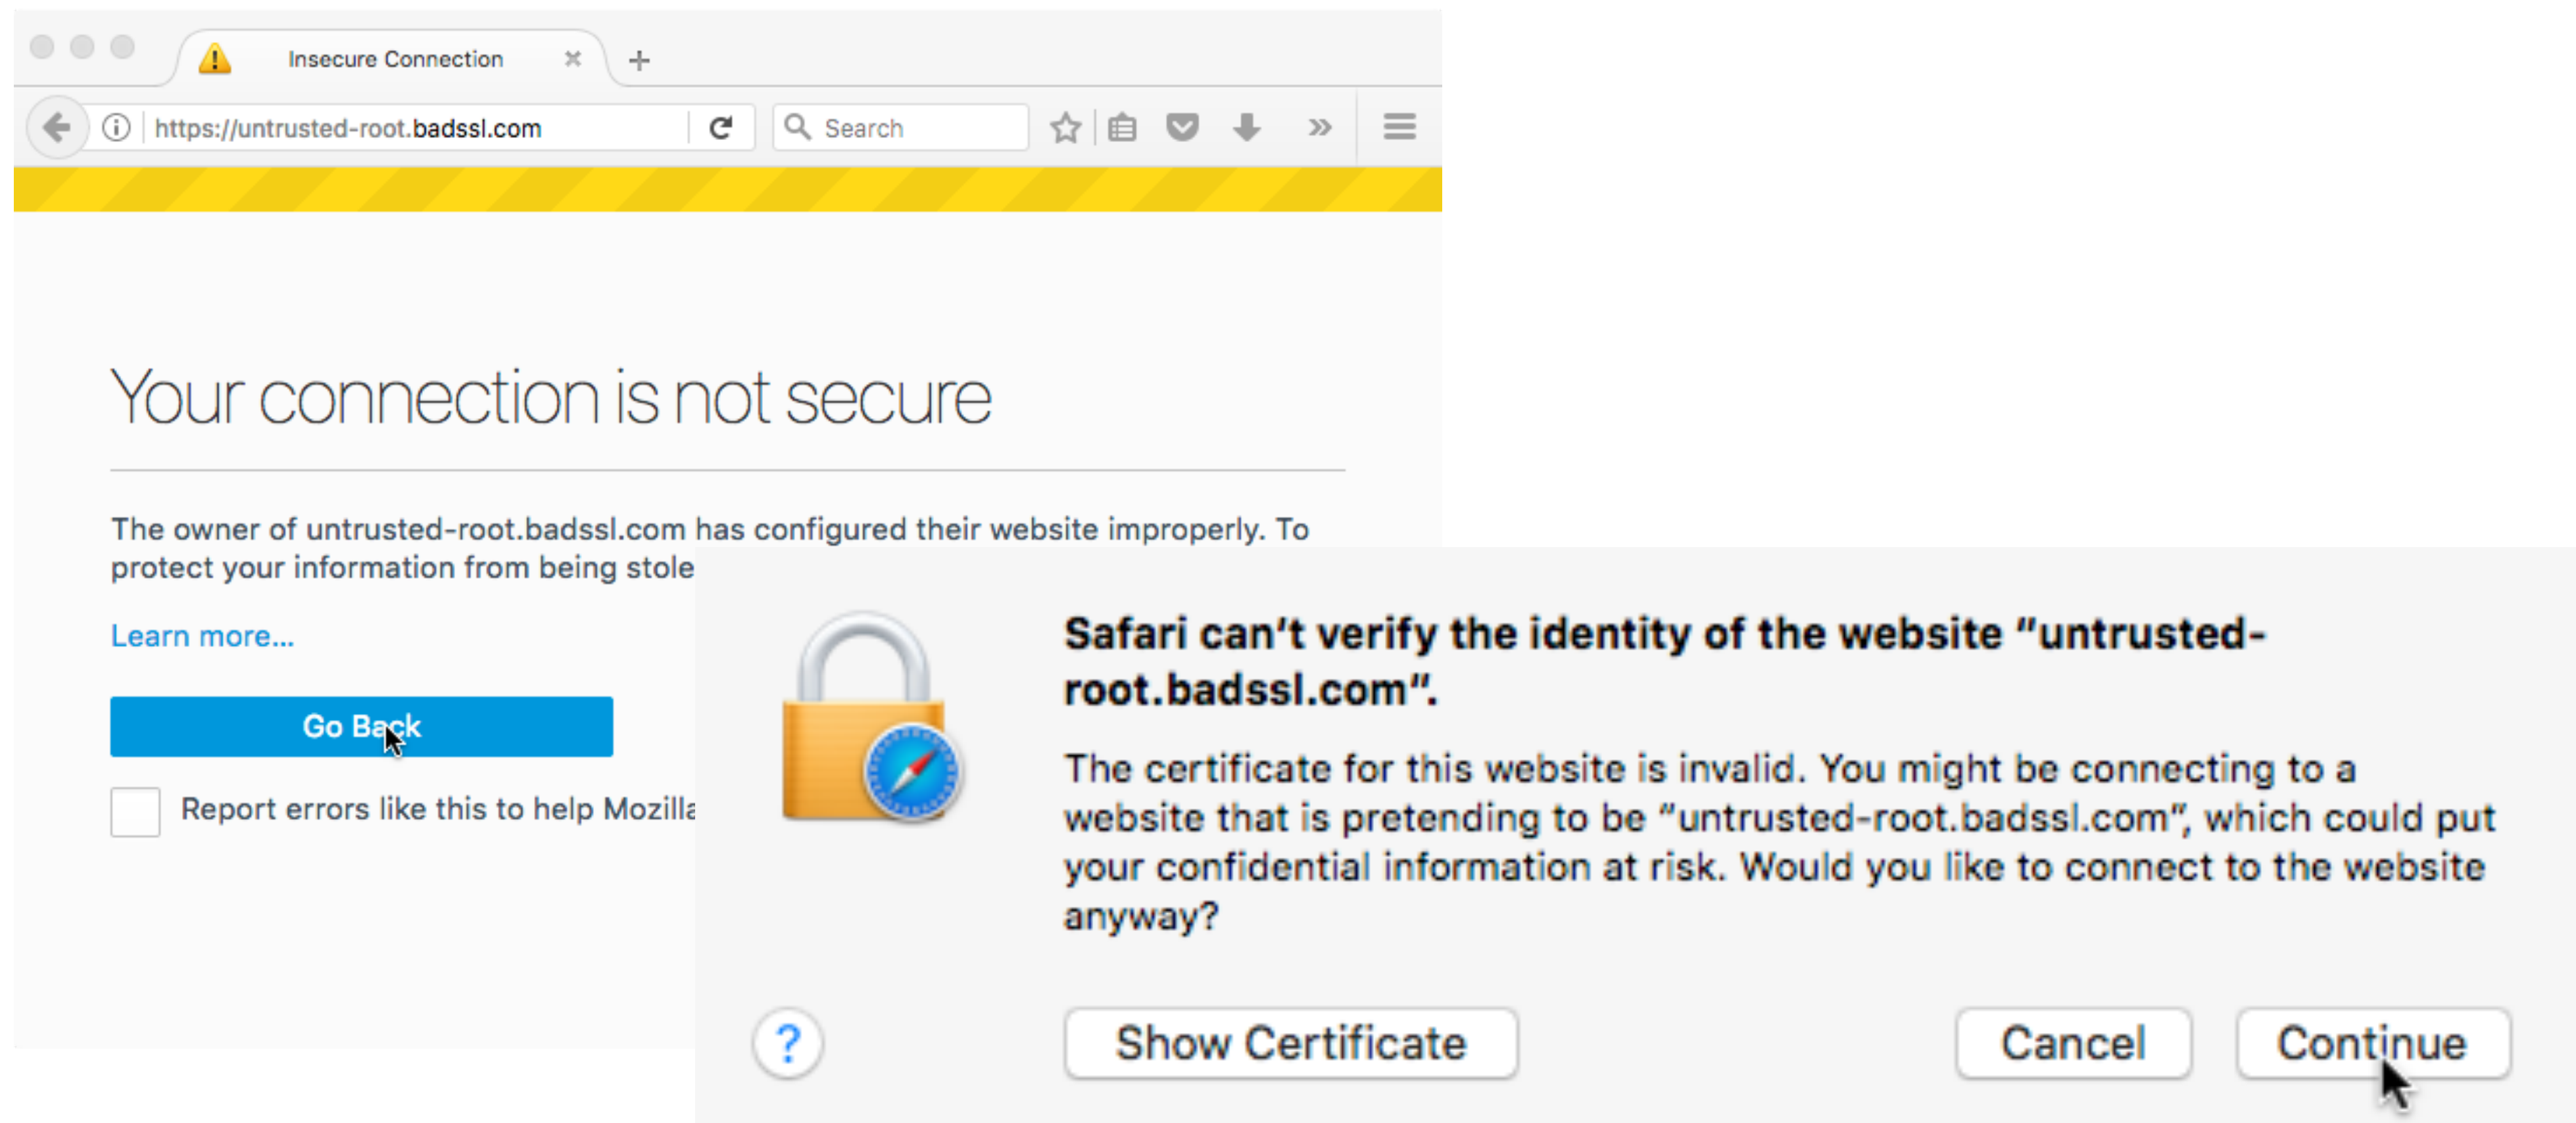 Insecure Connection
https://untrusted-root.badssl.com
Search
Your connection is not secure
The owner of untrusted-root.badssl.com has configured their website improperly. To
protect your information from being stole
Learn more...
Go Back
Report errors like this to help Mozilla
Safari can't verify the identity of the website "untrusted-
root.badssl.com".
The certificate for this website is invalid. You might be connecting to a
website that is pretending to be "untrusted-root.badssl.com", which could put
your confidential information at risk. Would you like to connect to the website
anyway?
?
Show Certificate
Cancel
Continue